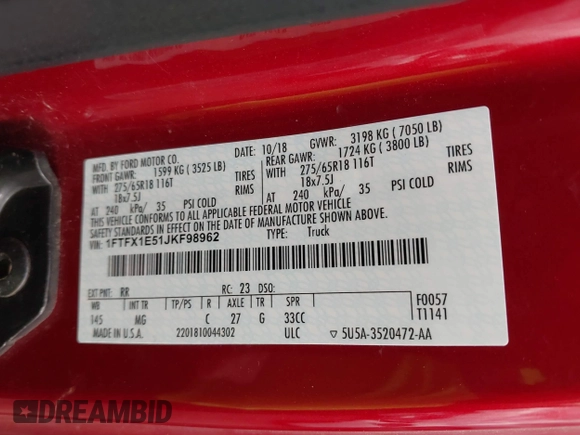 MFD. BY FORD MOTOR CO.
DATE: 10/18 GVWR: 3198 KG ( 7050 LB)
FRONT GAWR: 1599 KG ( 3525 LB) REAR GAWR: 1724 KG ( 3800 LB)
WITH 275/65R18 116T TIRES WITH 275/65R18 116T TIRES
18x7.5J RIMS 18x7.5J RIMS
AT 240 kPa/ 35 PSI COLD AT 240 kPa/ 35 PSI COLD
THIS VEHICLE CONFORMS TO ALL APPLICABLE FEDERAL MOTOR VEHICLE
SAFETY STANDARDS IN EFFECT ON THE DATE OF MANUFACTURE SHOWN ABOVE.
VIN: 1FTFX1E51JKF98962 TYPE: Truck
EXT PNT: RR RC: 23 DSO:
WB INT TR TP/PS R AXLE TR SPR F0057
145 MG C 27 G 33CC T1141
MADE IN U.S.A. 2201810044302 ULC ▽ 5U5A-3520472-AA
DREAMBID